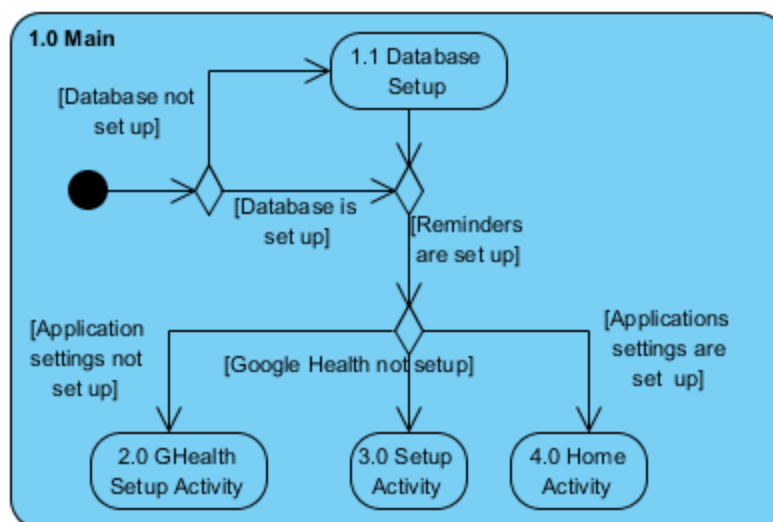 1.0 Main
1.1 Database
Setup
[Database not
set up]
[Database is
set up]
[Reminders
are set up]
[Application
settings not
set up]
[Google Health not setup]
[Applications
settings are
set up]
2.0 GHealth
Setup Activity
3.0 Setup
Activity
4.0 Home
Activity